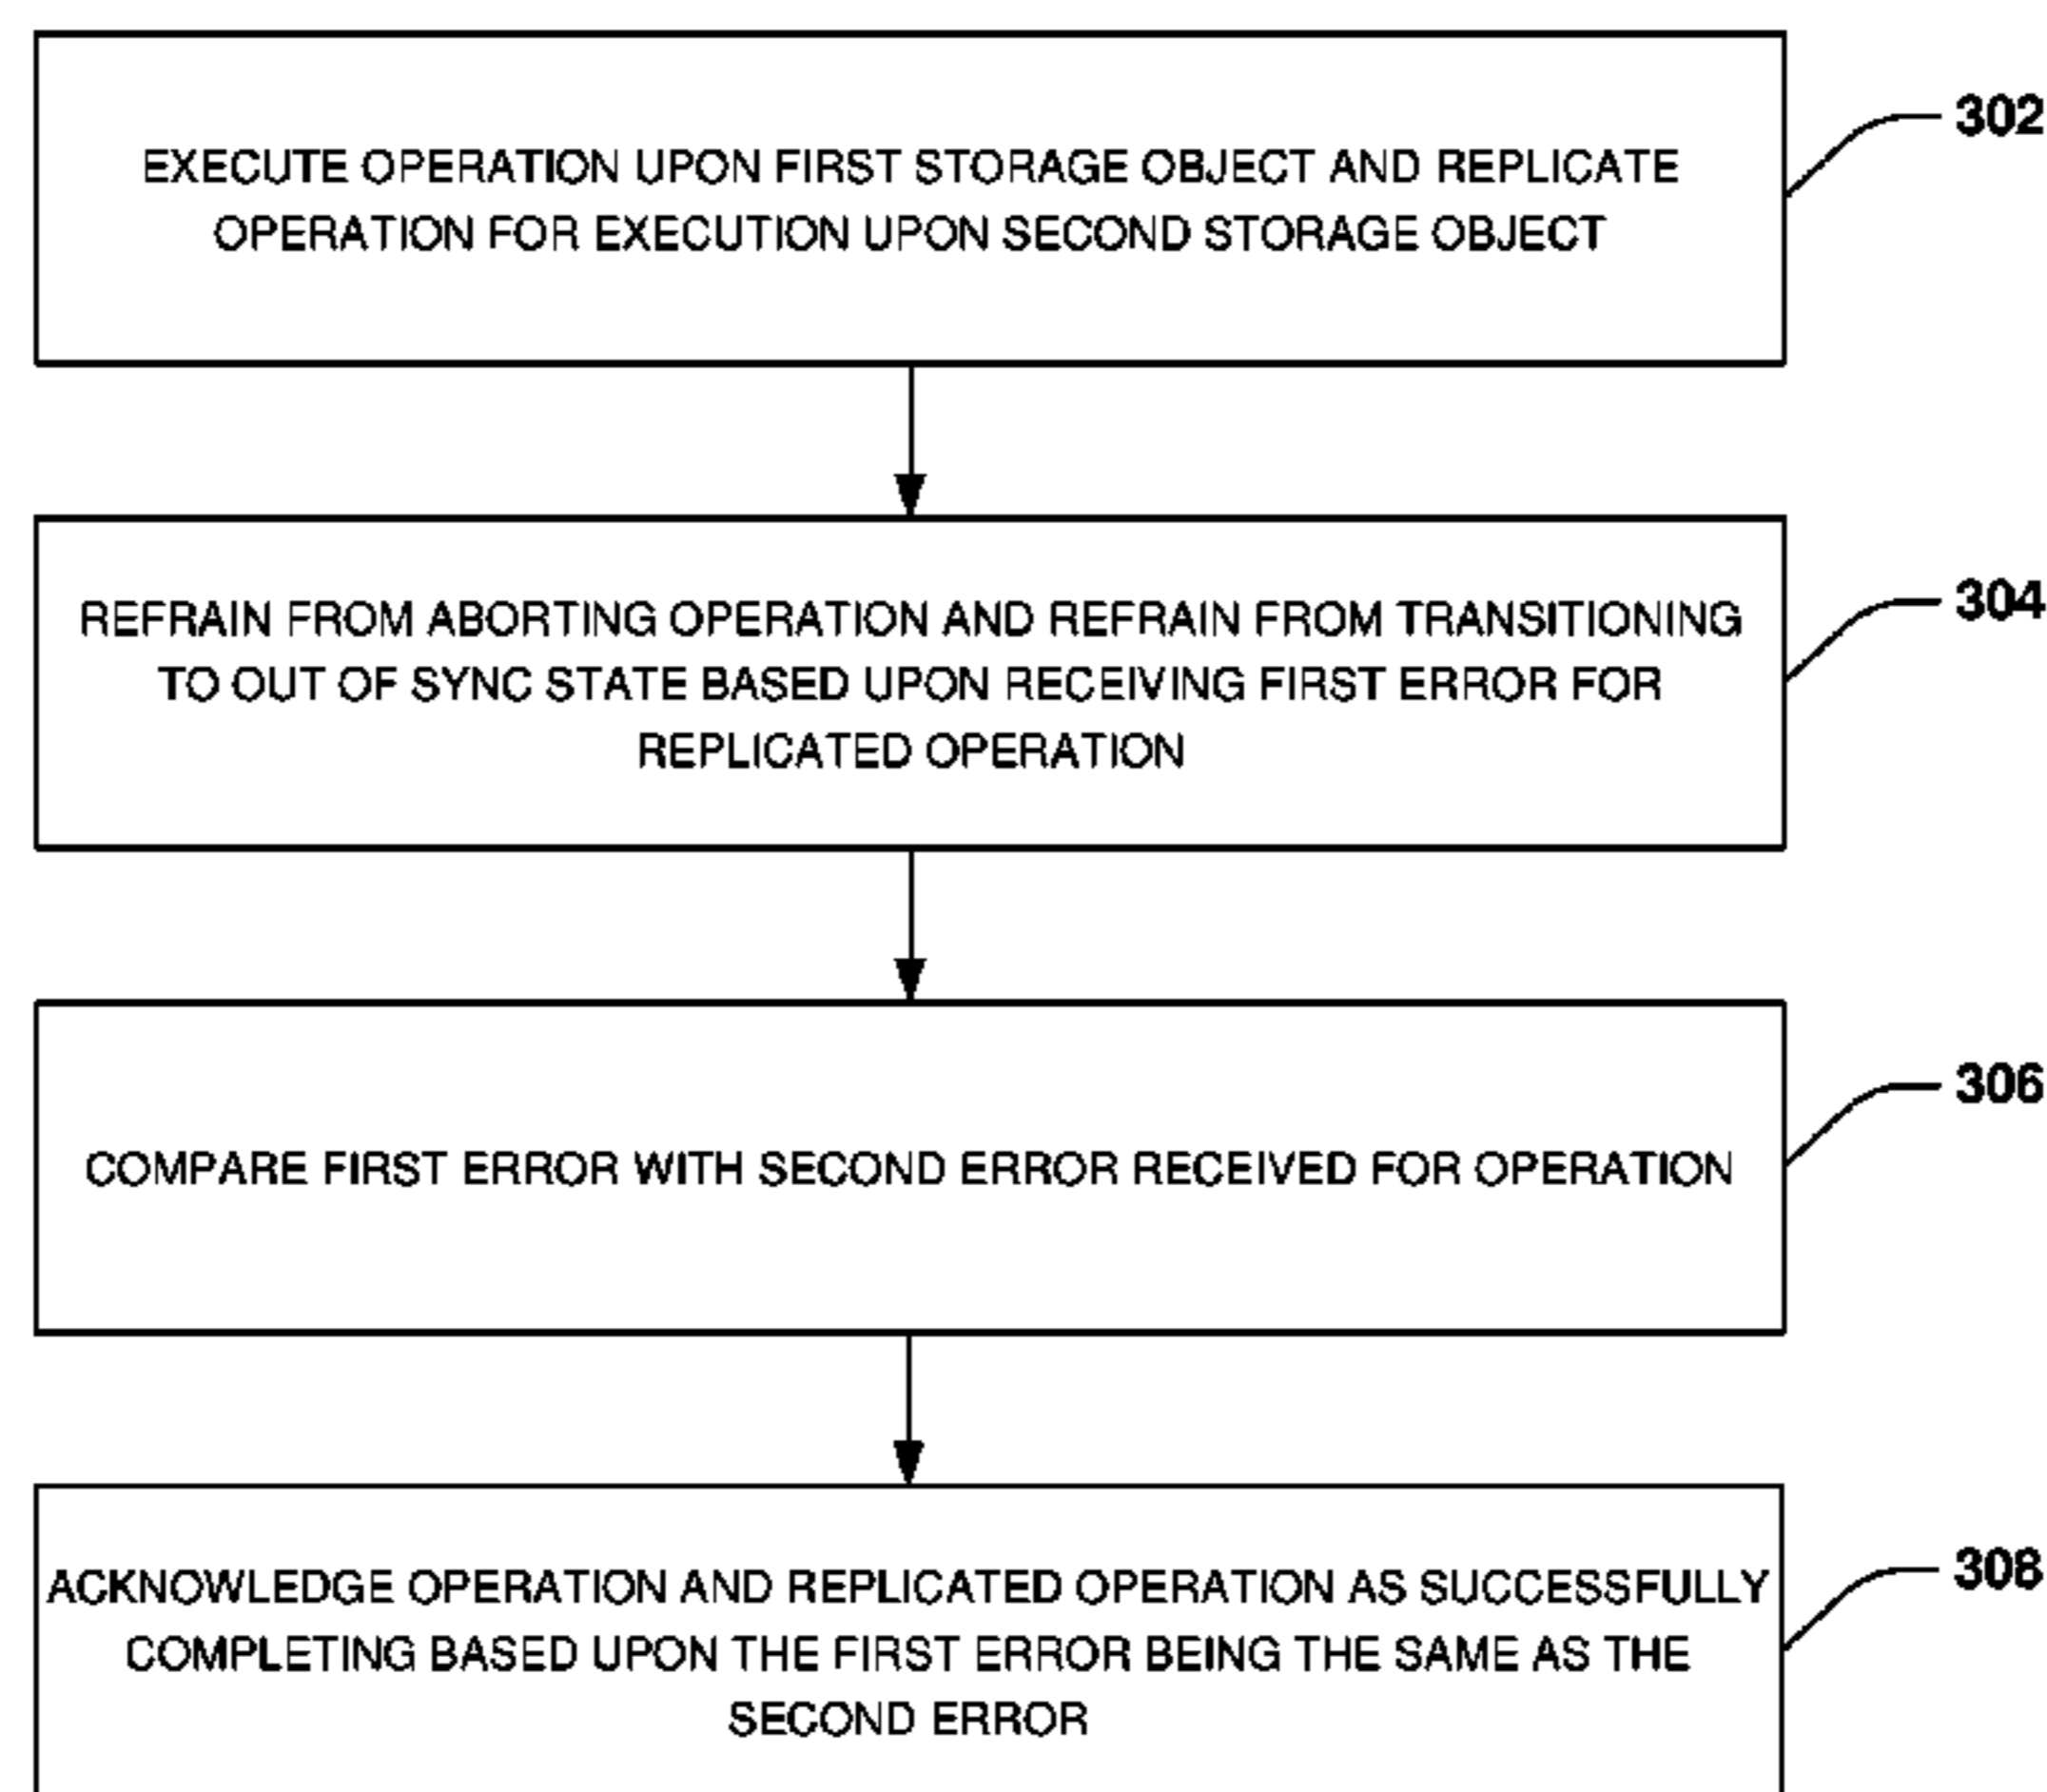 EXECUTE OPERATION UPON FIRST STORAGE OBJECT AND REPLICATE
OPERATION FOR EXECUTION UPON SECOND STORAGE OBJECT
302
REFRAIN FROM ABORTING OPERATION AND REFRAIN FROM TRANSITIONING
TO OUT OF SYNC STATE BASED UPON RECEIVING FIRST ERROR FOR
REPLICATED OPERATION
304
COMPARE FIRST ERROR WITH SECOND ERROR RECEIVED FOR OPERATION
306
ACKNOWLEDGE OPERATION AND REPLICATED OPERATION AS SUCCESSFULLY
COMPLETING BASED UPON THE FIRST ERROR BEING THE SAME AS THE
SECOND ERROR
308